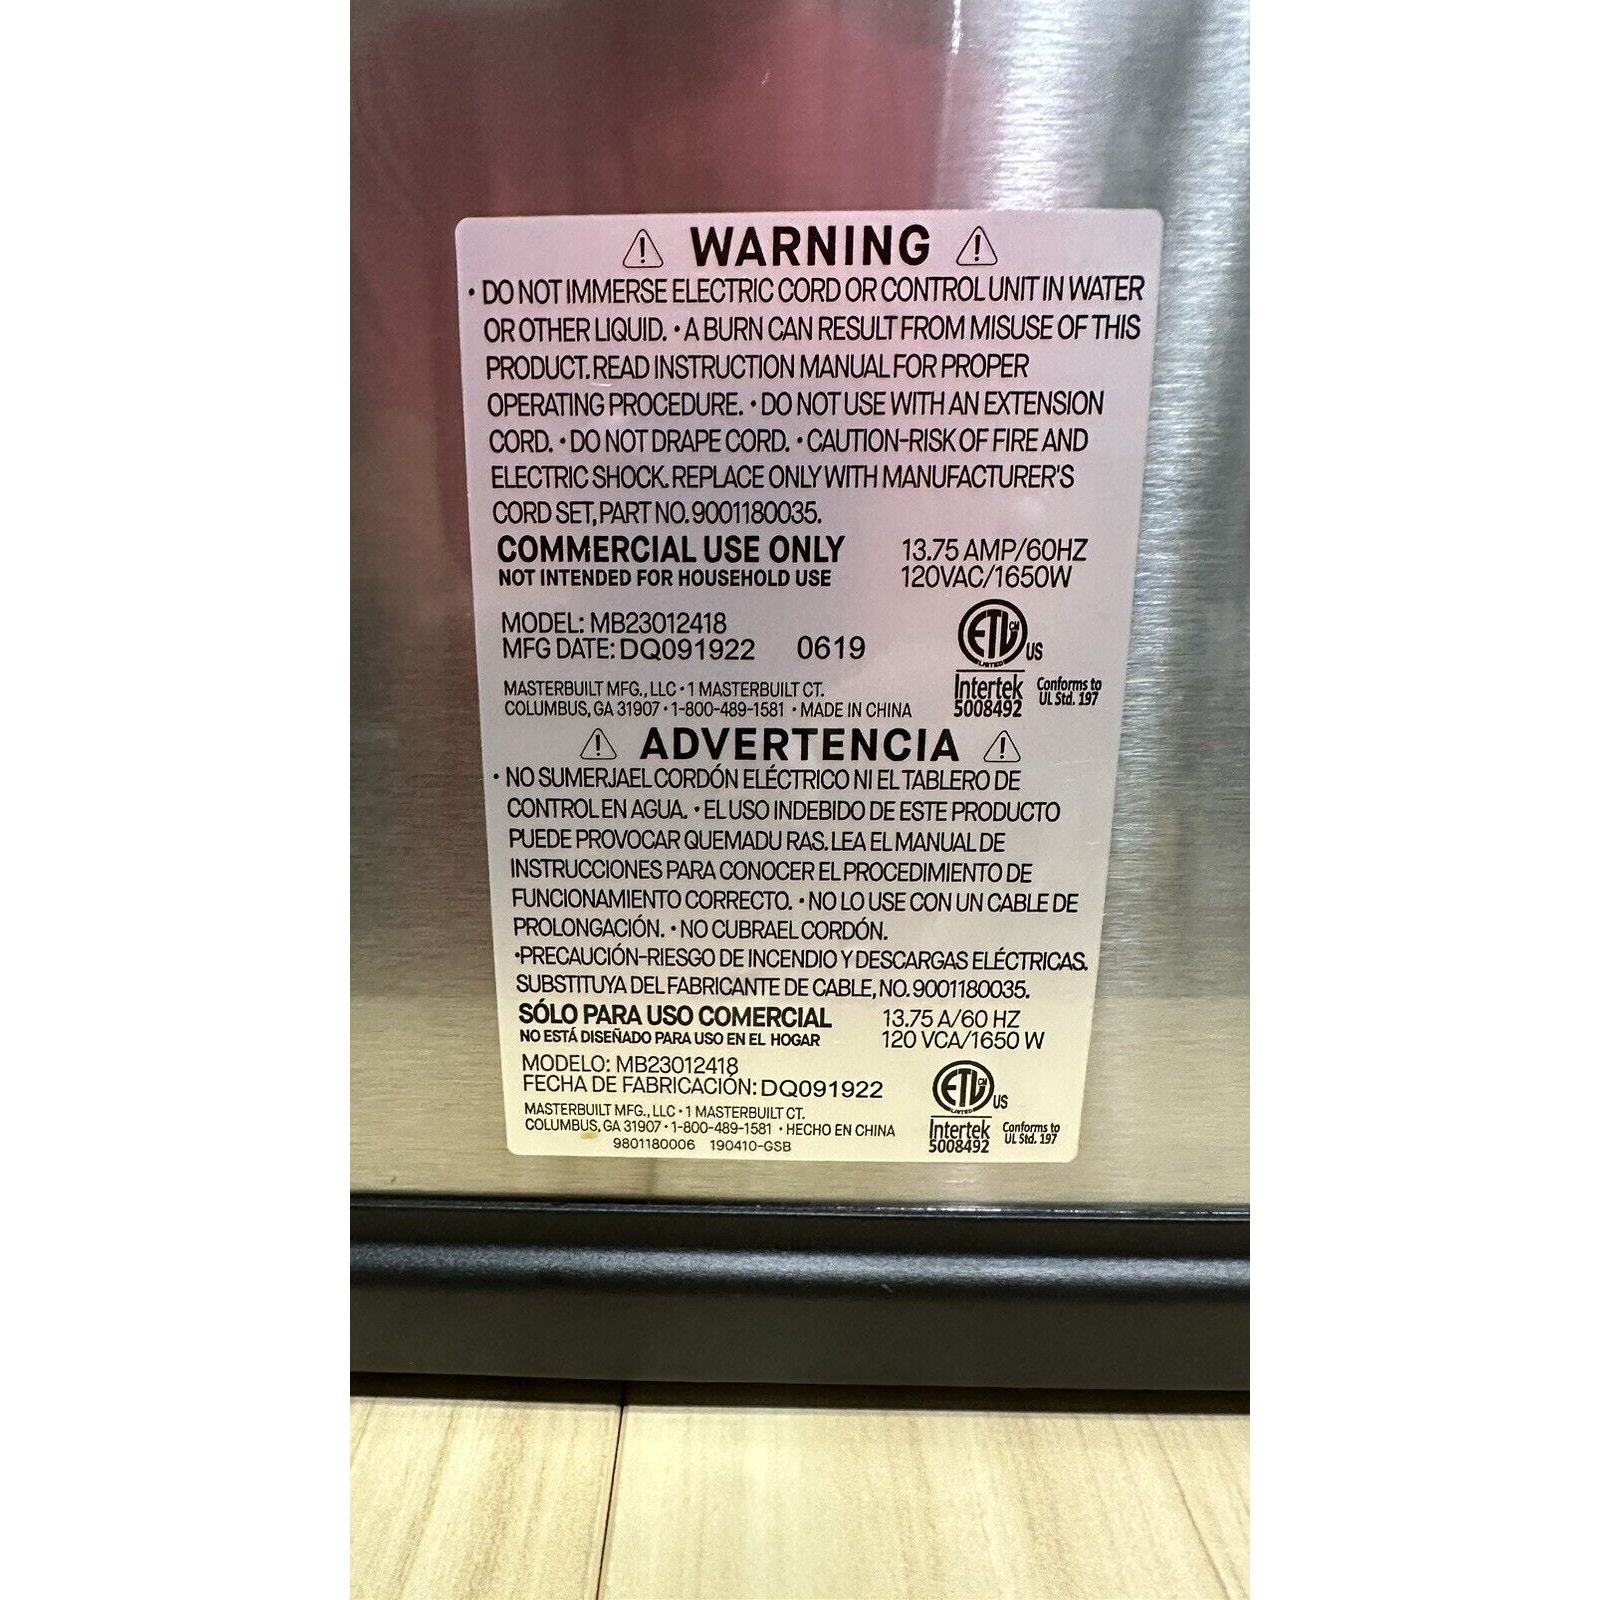 WARNING
• DO NOT IMMERSE ELECTRIC CORD OR CONTROL UNIT IN WATER
OR OTHER LIQUID. • A BURN CAN RESULT FROM MISUSE OF THIS
PRODUCT. READ INSTRUCTION MANUAL FOR PROPER
OPERATING PROCEDURE. • DO NOT USE WITH AN EXTENSION
CORD. • DO NOT DRAPE CORD. • CAUTION-RISK OF FIRE AND
ELECTRIC SHOCK. REPLACE ONLY WITH MANUFACTURER'S
CORD SET, PART NO. 9001180035.
COMMERCIAL USE ONLY 13.75 AMP/60HZ
NOT INTENDED FOR HOUSEHOLD USE 120VAC/1650W
MODEL: MB23012418
MFG DATE: DQ091922 0619
ETL CM US
LISTED
MASTERBUILT MFG., LLC • 1 MASTERBUILT CT. Intertek Conforms to
COLUMBUS, GA 31907 • 1-800-489-1581 • MADE IN CHINA 5008492 UL Std. 197
ADVERTENCIA
• NO SUMERJAEL CORDÓN ELÉCTRICO NI EL TABLERO DE
CONTROL EN AGUA. • EL USO INDEBIDO DE ESTE PRODUCTO
PUEDE PROVOCAR QUEMADU RAS. LEA EL MANUAL DE
INSTRUCCIONES PARA CONOCER EL PROCEDIMIENTO DE
FUNCIONAMIENTO CORRECTO. • NO LO USE CON UN CABLE DE
PROLONGACIÓN. • NO CUBRAEL CORDÓN.
•PRECAUCIÓN-RIESGO DE INCENDIO Y DESCARGAS ELÉCTRICAS.
SUBSTITUYA DEL FABRICANTE DE CABLE, NO. 9001180035.
SÓLO PARA USO COMERCIAL 13.75 A/60 HZ
NO ESTÁ DISEÑADO PARA USO EN EL HOGAR 120 VCA/1650 W
MODELO: MB23012418
FECHA DE FABRICACIÓN: DQ091922
ETL CM US
LISTED
MASTERBUILT MFG., LLC • 1 MASTERBUILT CT.
COLUMBUS, GA 31907 • 1-800-489-1581 • HECHO EN CHINA Intertek Conforms to
9801180006 190410-GSB 5008492 UL Std. 197